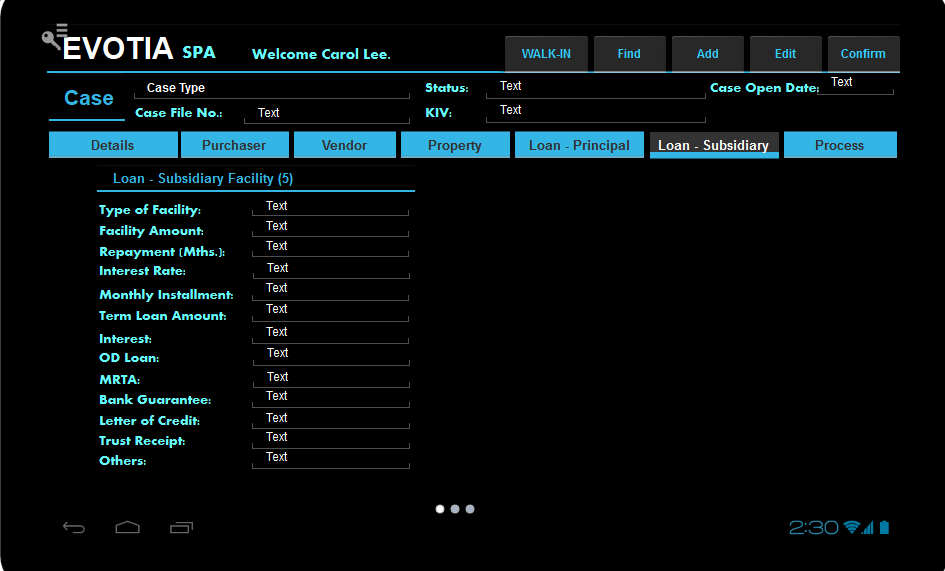 EVOTIA SPA Welcome Carol Lee. WALK-IN Find Add Edit Confirm
Case Case Type Status: Text Case Open Date: Text
Case File No.: Text KIV: Text
Details Purchaser Vendor Property Loan - Principal Loan - Subsidiary Process
Loan - Subsidiary Facility (5)
Type of Facility: Text
Facility Amount: Text
Repayment (Mths.): Text
Interest Rate: Text
Monthly Installment: Text
Term Loan Amount: Text
Interest: Text
OD Loan: Text
MRTA: Text
Bank Guarantee: Text
Letter of Credit: Text
Trust Receipt: Text
Others: Text
2:30